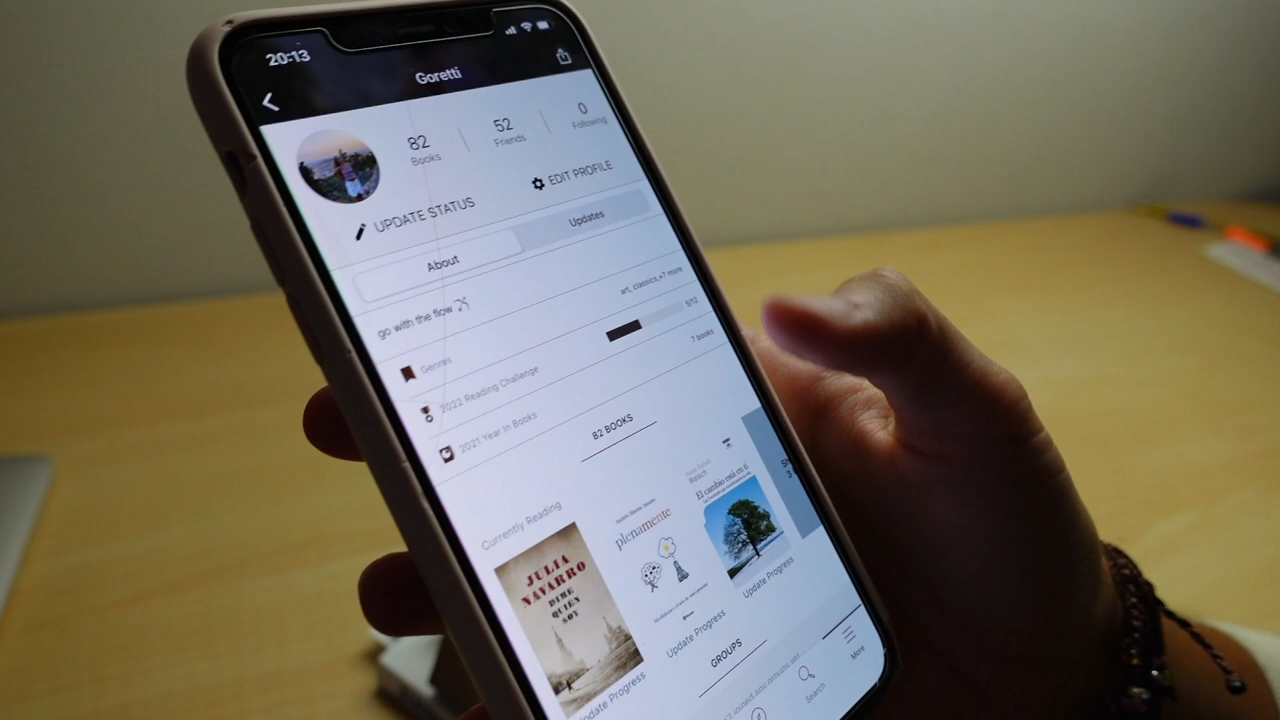 20:13
Goretti
82 Books
52 Friends
0 Following
UPDATE STATUS
EDIT PROFILE
About
Updates
go with the flow
Genres
art, classics,+7 more
2022 Reading Challenge
5/12
2021 Year In Books
7 books
82 BOOKS
Currently Reading
JULIA
NAVARRO
DIME
QUIÉN
SOY
Update Progress
plenamente
Update Progress
Walsch
El cambio está en ti
Update Progress
GROUPS
Search
More